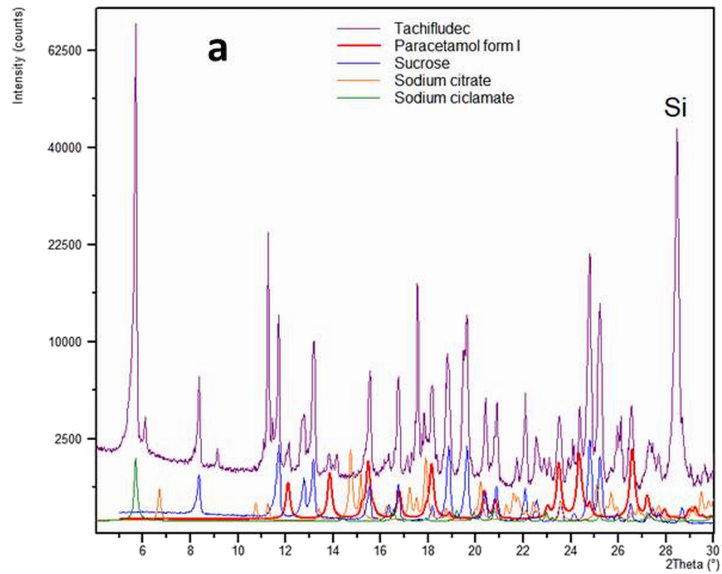 Intensity (counts)
a
Tachifludec
Paracetamol form I
Sucrose
Sodium citrate
Sodium ciclamate
Si
62500
40000
22500
10000
2500
6 8 10 12 14 16 18 20 22 24 26 28 30
2Theta (°)